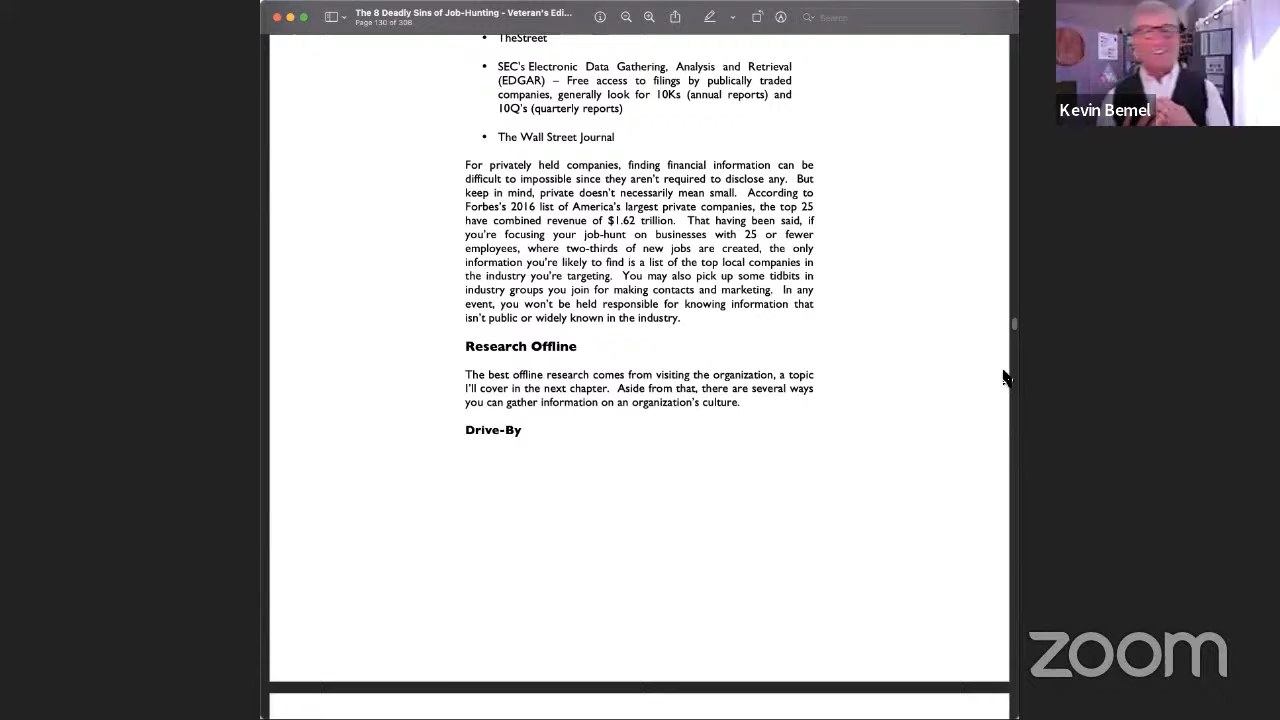 The 8 Deadly Sins of Job-Hunting - Veteran's Edi...
Page 130 of 308
Search
• TheStreet
• SEC's Electronic Data Gathering, Analysis and Retrieval
(EDGAR) – Free access to filings by publically traded
companies, generally look for 10Ks (annual reports) and
10Q's (quarterly reports)
• The Wall Street Journal
For privately held companies, finding financial information can be
difficult to impossible since they aren't required to disclose any. But
keep in mind, private doesn't necessarily mean small. According to
Forbes's 2016 list of America's largest private companies, the top 25
have combined revenue of $1.62 trillion. That having been said, if
you're focusing your job-hunt on businesses with 25 or fewer
employees, where two-thirds of new jobs are created, the only
information you're likely to find is a list of the top local companies in
the industry you're targeting. You may also pick up some tidbits in
industry groups you join for making contacts and marketing. In any
event, you won't be held responsible for knowing information that
isn't public or widely known in the industry.
Research Offline
The best offline research comes from visiting the organization, a topic
I'll cover in the next chapter. Aside from that, there are several ways
you can gather information on an organization's culture.
Drive-By
Kevin Bemel
zoom